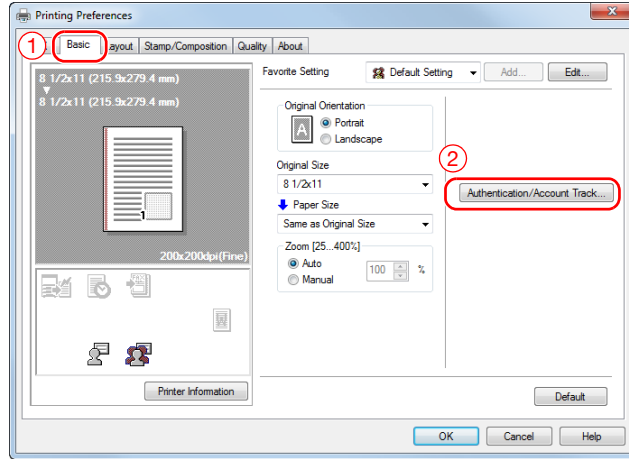 Printing Preferences
1
Basic
Layout
Stamp/Composition
Quality
About
8 1/2x11 (215.9x279.4 mm)
8 1/2x11 (215.9x279.4 mm)
1
200x200dpi(Fine)
Printer Information
Favorite Setting
Default Setting
Add...
Edit...
Original Orientation
A
Portrait
Landscape
Original Size
8 1/2x11
Paper Size
Same as Original Size
Zoom [25...400%]
Auto
Manual
100
%
2
Authentication/Account Track...
Default
OK
Cancel
Help